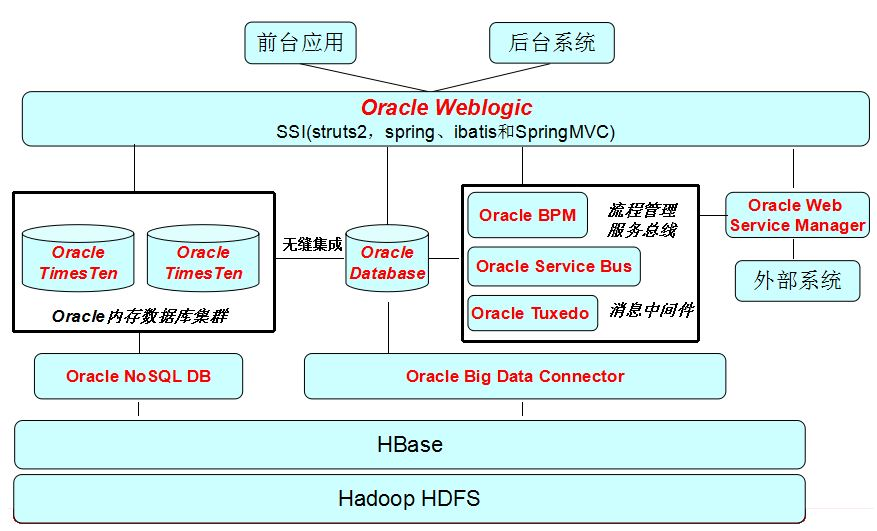 前台应用
后台系统
Oracle Weblogic
SSI(struts2，spring、ibatis和SpringMVC)
Oracle
TimesTen
Oracle
TimesTen
Oracle内存数据库集群
无缝集成
Oracle
Database
Oracle BPM
流程管理
服务总线
Oracle Service Bus
Oracle Tuxedo
消息中间件
Oracle Web
Service Manager
外部系统
Oracle NoSQL DB
Oracle Big Data Connector
HBase
Hadoop HDFS